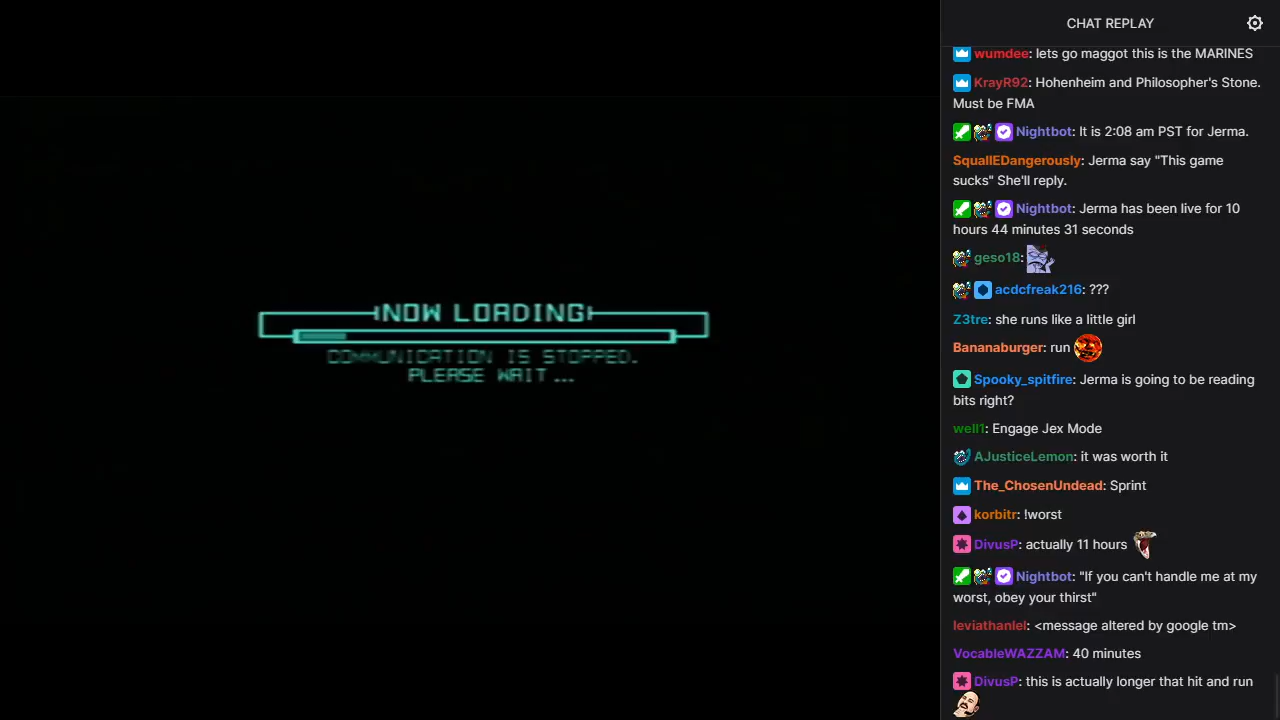 NOW LOADING
COMMUNICATION IS STOPPED.
PLEASE WAIT...
CHAT REPLAY
wumdee: lets go maggot this is the MARINES
KrayR92: Hohenheim and Philosopher's Stone.
Must be FMA
Nightbot: It is 2:08 am PST for Jerma.
SquallEDangerously: Jerma say "This game
sucks" She'll reply.
Nightbot: Jerma has been live for 10
hours 44 minutes 31 seconds
geso18:
acdcfreak216: ???
Z3tre: she runs like a little girl
Bananaburger: run
Spooky_spitfire: Jerma is going to be reading
bits right?
well1: Engage Jex Mode
AJusticeLemon: it was worth it
The_ChosenUndead: Sprint
korbitr: !worst
DivusP: actually 11 hours
Nightbot: "If you can't handle me at my
worst, obey your thirst"
leviathanlel: <message altered by google tm>
VocableWAZZAM: 40 minutes
DivusP: this is actually longer that hit and run